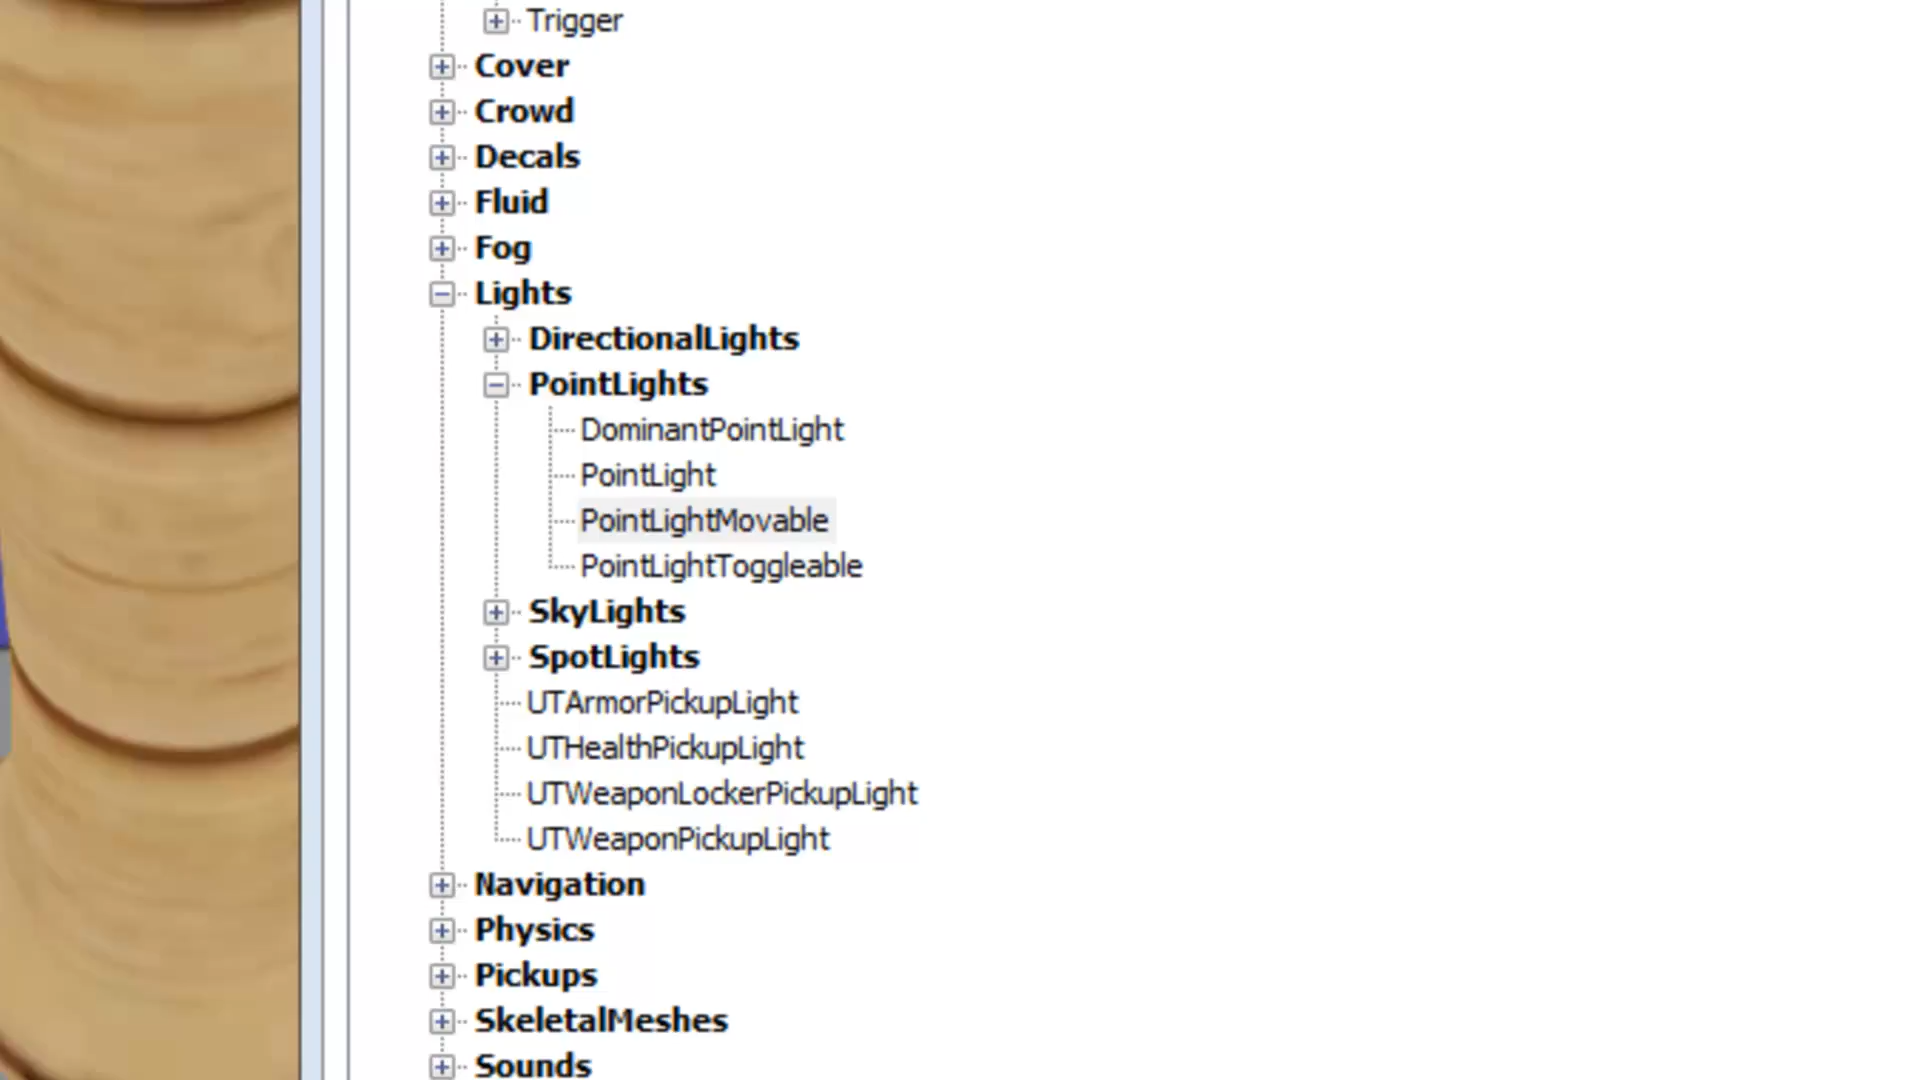 Trigger
Cover
Crowd
Decals
Fluid
Fog
Lights
DirectionalLights
PointLights
DominantPointLight
PointLight
PointLightMovable
PointLightToggleable
SkyLights
SpotLights
UTArmorPickupLight
UTHealthPickupLight
UTWeaponLockerPickupLight
UTWeaponPickupLight
Navigation
Physics
Pickups
SkeletalMeshes
Sounds